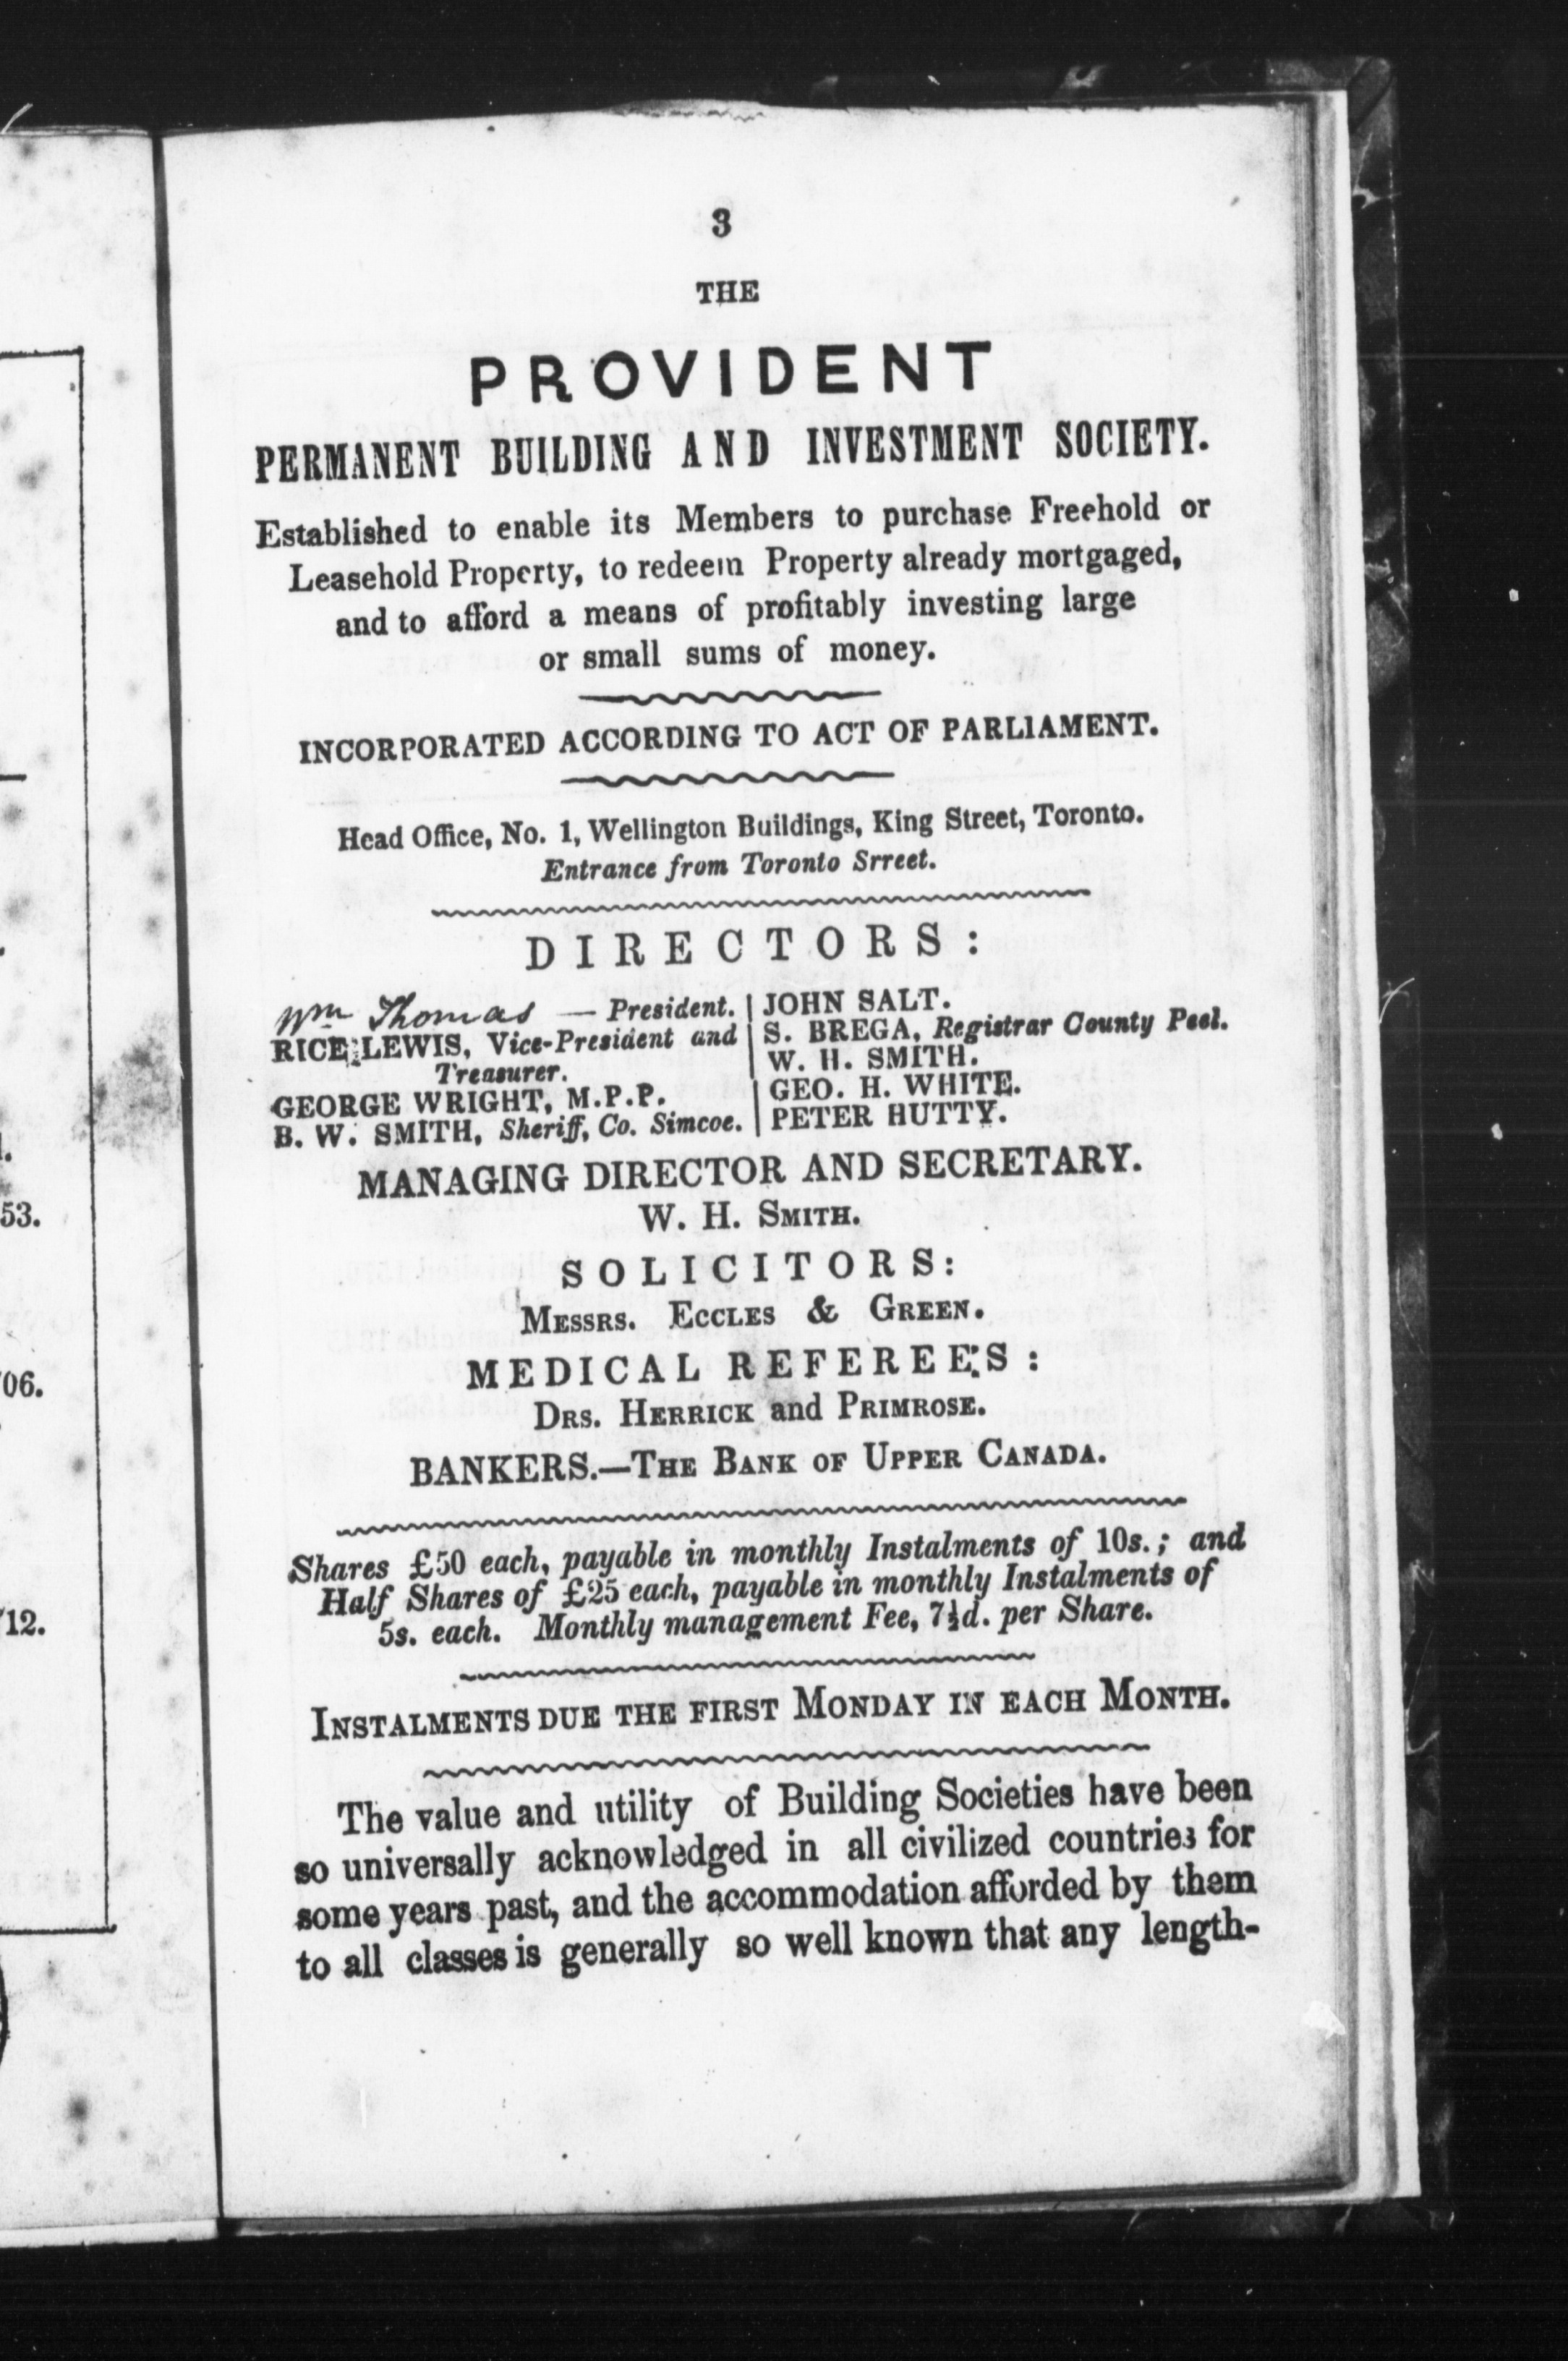 53.
06.
12.
3
THE
PROVIDENT
PERMANENT BUILDING AND INVESTMENT SOCIETY.
Established to enable its Members to purchase Freehold or
Leasehold Property, to redeem Property already mortgaged,
and to afford a means of profitably investing large
or small sums of money.
INCORPORATED ACCORDING TO ACT OF PARLIAMENT.
Head Office, No. 1, Wellington Buildings, King Street, Toronto.
Entrance from Toronto Srreet.
DIRECTORS:
Wm Thomas — President.
RICE LEWIS, Vice-President and
Treasurer.
GEORGE WRIGHT, M.P.P.
B. W. SMITH, Sheriff, Co. Simcoe.
JOHN SALT.
S. BREGA, Registrar County Peel.
W. H. SMITH.
GEO. H. WHITE.
PETER HUTTY.
MANAGING DIRECTOR AND SECRETARY.
W. H. SMITH.
SOLICITORS:
MESSRS. ECCLES & GREEN.
MEDICAL REFEREES:
DRS. HERRICK and PRIMROSE.
BANKERS.—THE BANK OF UPPER CANADA.
Shares £50 each, payable in monthly Instalments of 10s.; and
Half Shares of £25 each, payable in monthly Instalments of
5s. each. Monthly management Fee, 7½d. per Share.
INSTALMENTS DUE THE FIRST MONDAY IN EACH MONTH.
The value and utility of Building Societies have been
so universally acknowledged in all civilized countries for
some years past, and the accommodation afforded by them
to all classes is generally so well known that any length-